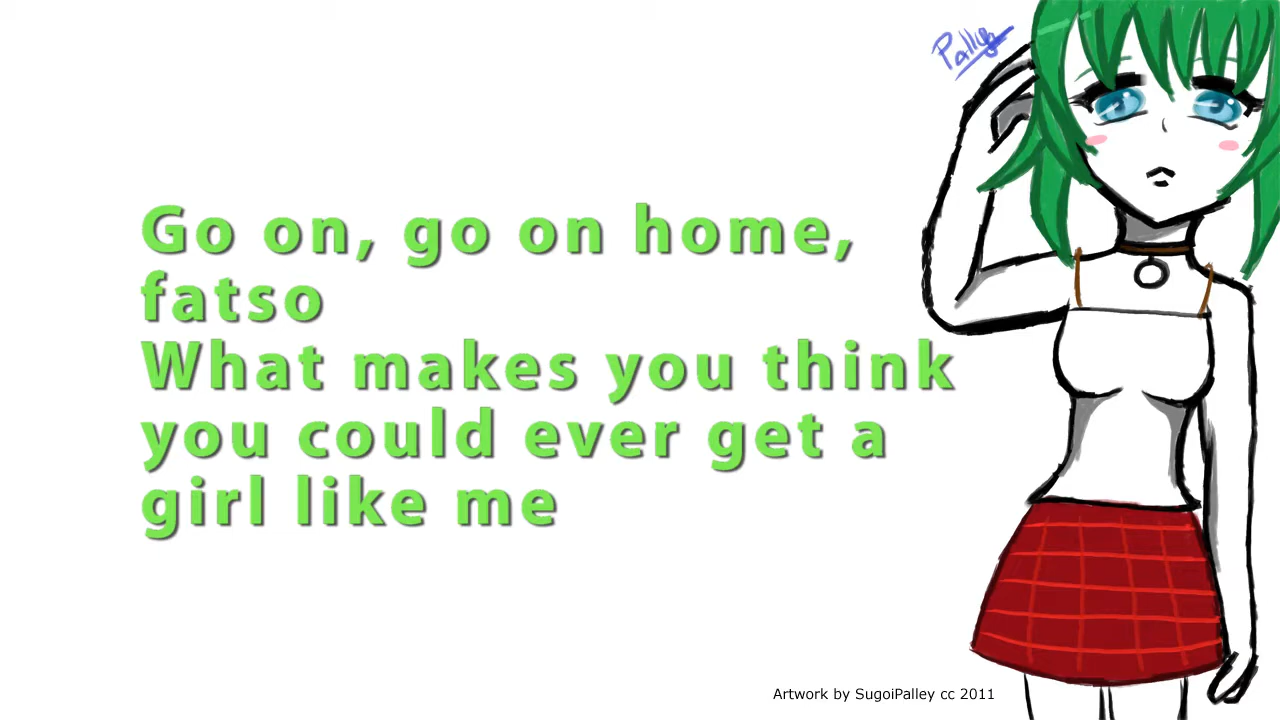 Pally
Go on, go on home,
fatso
What makes you think
you could ever get a
girl like me
Artwork by SugoiPalley cc 2011